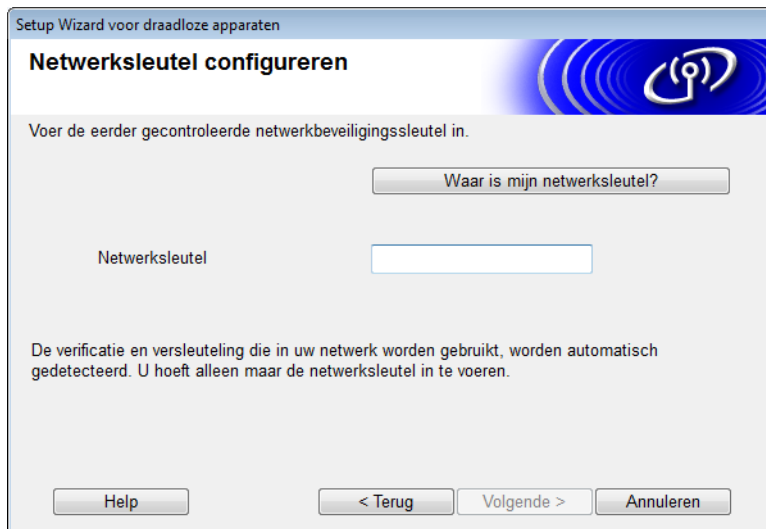 Setup Wizard voor draadloze apparaten
Netwerksleutel configureren
Voer de eerder gecontroleerde netwerkbeveiligingssleutel in.
Waar is mijn netwerksleutel?
Netwerksleutel
De verificatie en versleuteling die in uw netwerk worden gebruikt, worden automatisch
gedetecteerd. U hoeft alleen maar de netwerksleutel in te voeren.
Help
< Terug
Volgende >
Annuleren